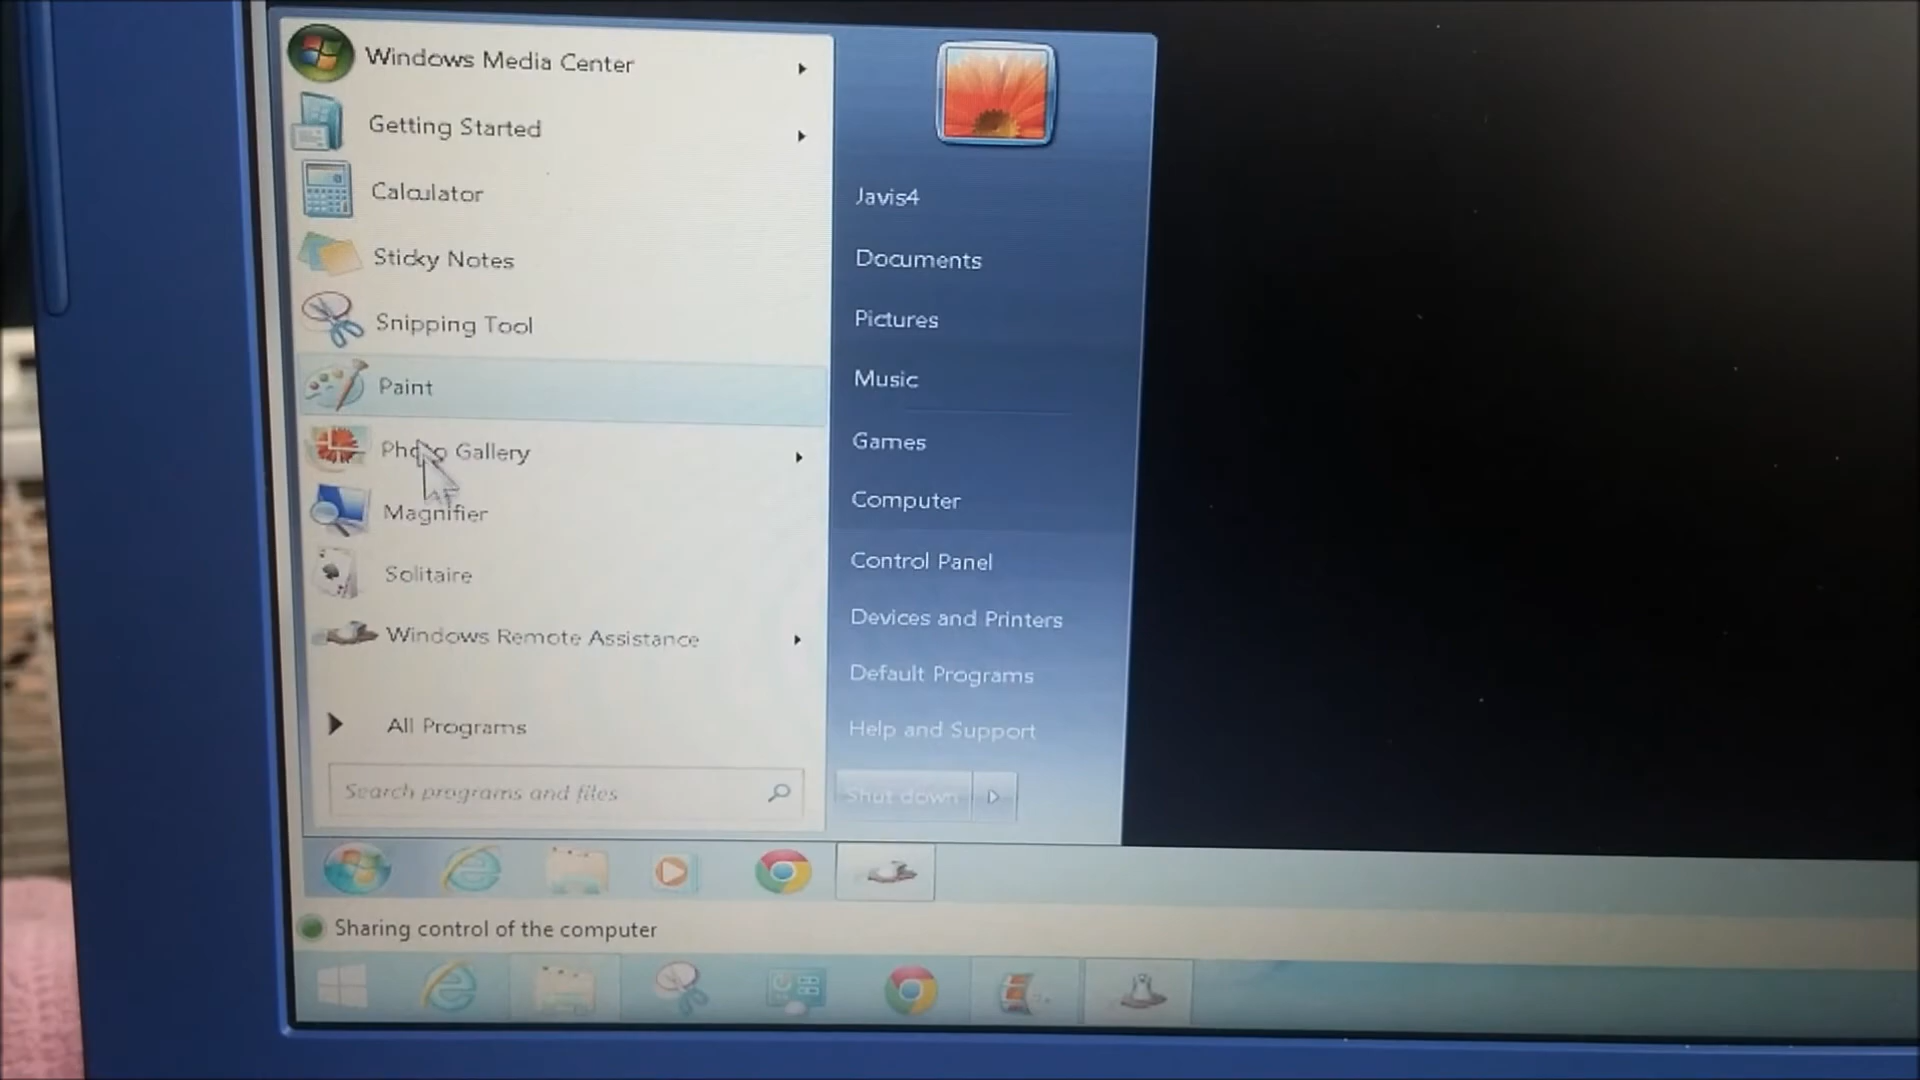 Windows Media Center
Getting Started
Calculator
Sticky Notes
Snipping Tool
Paint
Photo Gallery
Magnifier
Solitaire
Windows Remote Assistance
All Programs
Search programs and files
Javis4
Documents
Pictures
Music
Games
Computer
Control Panel
Devices and Printers
Default Programs
Help and Support
Shut down
Sharing control of the computer